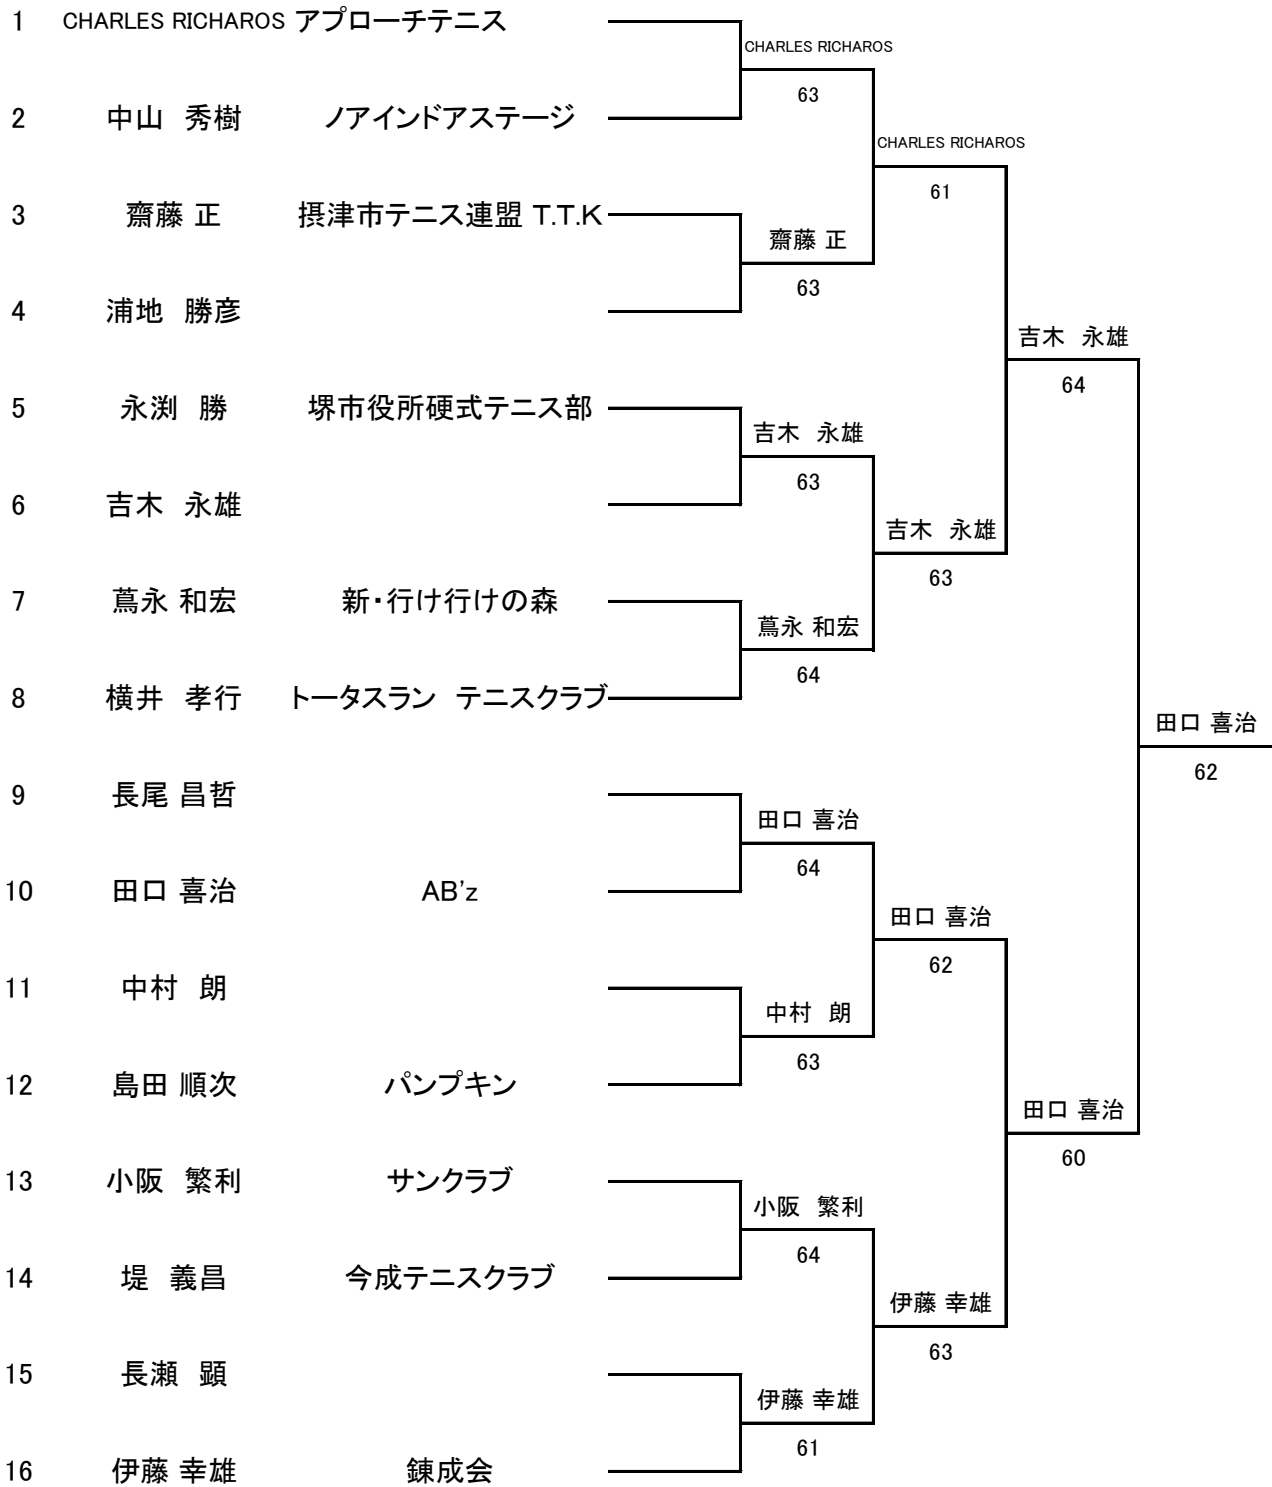 1 CHARLES RICHAROS アプローチテニス
CHARLES RICHAROS
63
2 中山　秀樹 ノアインドアステージ
CHARLES RICHAROS
61
3 齋藤 正 摂津市テニス連盟 T.T.K
齋藤 正
63
4 浦地　勝彦
吉木　永雄
64
5 永渕　勝 堺市役所硬式テニス部
吉木　永雄
63
6 吉木　永雄
吉木　永雄
63
7 蔦永 和宏 新・行け行けの森
蔦永 和宏
64
8 横井　孝行 トータスラン　テニスクラブ
田口 喜治
62
9 長尾 昌哲
田口 喜治
64
10 田口 喜治 AB'z
田口 喜治
62
11 中村　朗
中村　朗
63
12 島田 順次 パンプキン
田口 喜治
60
13 小阪　繁利 サンクラブ
小阪　繁利
64
14 堤　義昌 今成テニスクラブ
伊藤 幸雄
63
15 長瀬　顕
伊藤 幸雄
61
16 伊藤 幸雄 錬成会